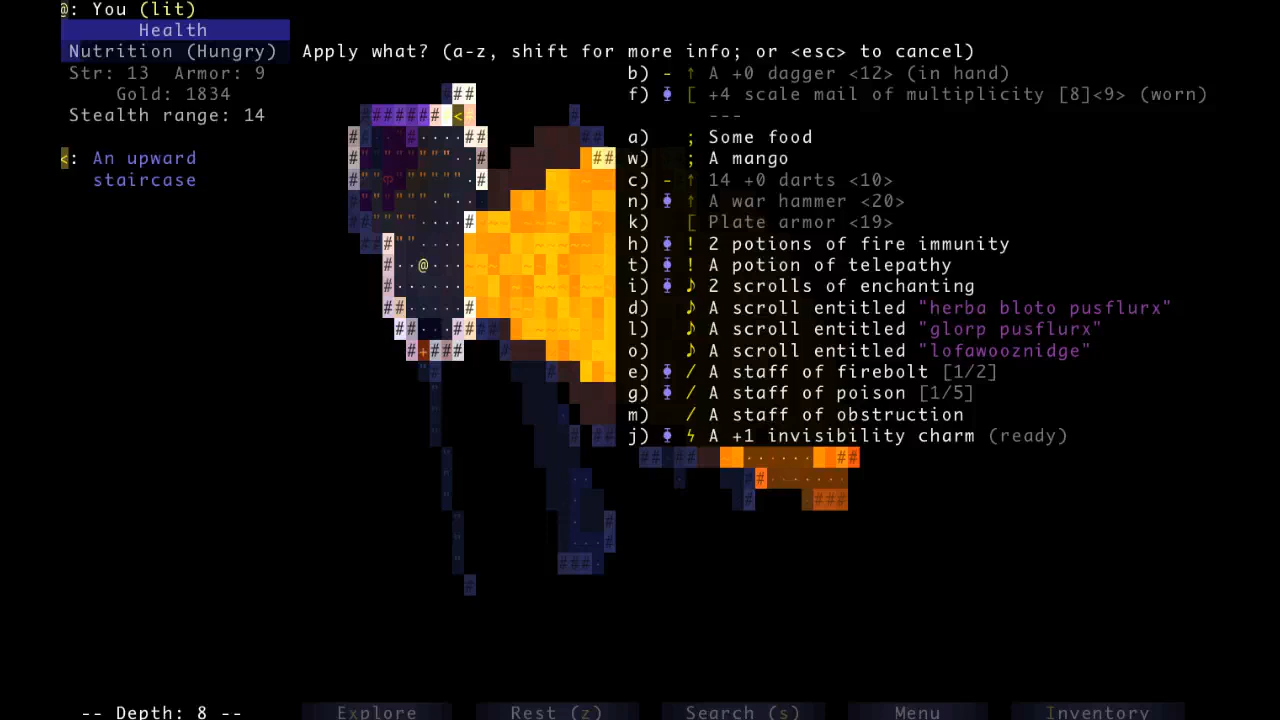 @: You (lit)
Health
Nutrition (Hungry)
Apply what? (a-z, shift for more info; or <esc> to cancel)
Str: 13 Armor: 9
Gold: 1834
Stealth range: 14
<: An upward
staircase
b) - ↑ A +0 dagger <12> (in hand)
f) [ +4 scale mail of multiplicity [8]<9> (worn)
---
a) ; Some food
w) ; A mango
c) - ↑ 14 +0 darts <10>
n) ↑ A war hammer <20>
k) [ Plate armor <19>
h) ! 2 potions of fire immunity
t) ! A potion of telepathy
i) ♪ 2 scrolls of enchanting
d) ♪ A scroll entitled "herba bloto pusflurx"
l) ♪ A scroll entitled "glorp pusflurx"
o) ♪ A scroll entitled "lofawooznidge"
e) / A staff of firebolt [1/2]
g) / A staff of poison [1/5]
m) / A staff of obstruction
j) ϟ A +1 invisibility charm (ready)
-- Depth: 8 --
Explore
Rest (z)
Search (s)
Menu
Inventory